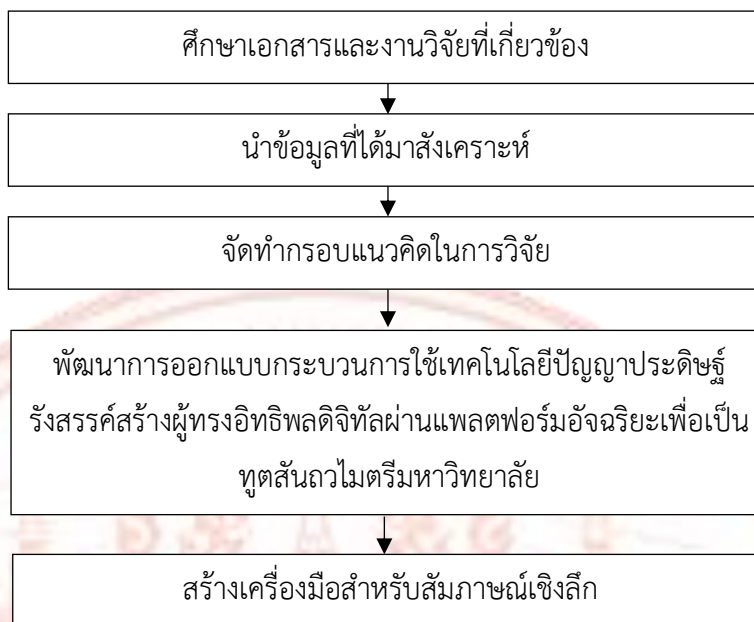 ศึกษาเอกสารและงานวิจัยที่เกี่ยวข้อง
นำข้อมูลที่ได้มาสังเคราะห์
จัดทำกรอบแนวคิดในการวิจัย
พัฒนาการออกแบบกระบวนการใช้เทคโนโลยีปัญญาประดิษฐ์
รังสรรค์สร้างผู้ทรงอิทธิพลดิจิทัลผ่านแพลตฟอร์มอัจฉริยะเพื่อเป็น
ทูตสันถวไมตรีมหาวิทยาลัย
สร้างเครื่องมือสำหรับสัมภาษณ์เชิงลึก